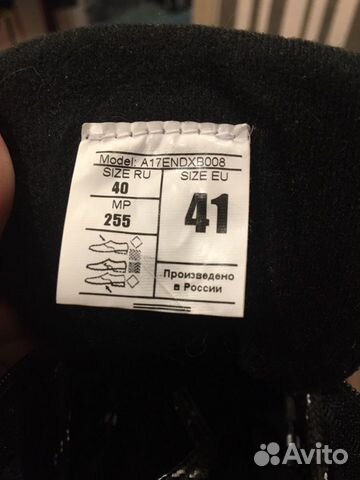 Model: A17ENDXB008
SIZE RU
40
MP
255
SIZE EU
41
Произведено
в России
Avito